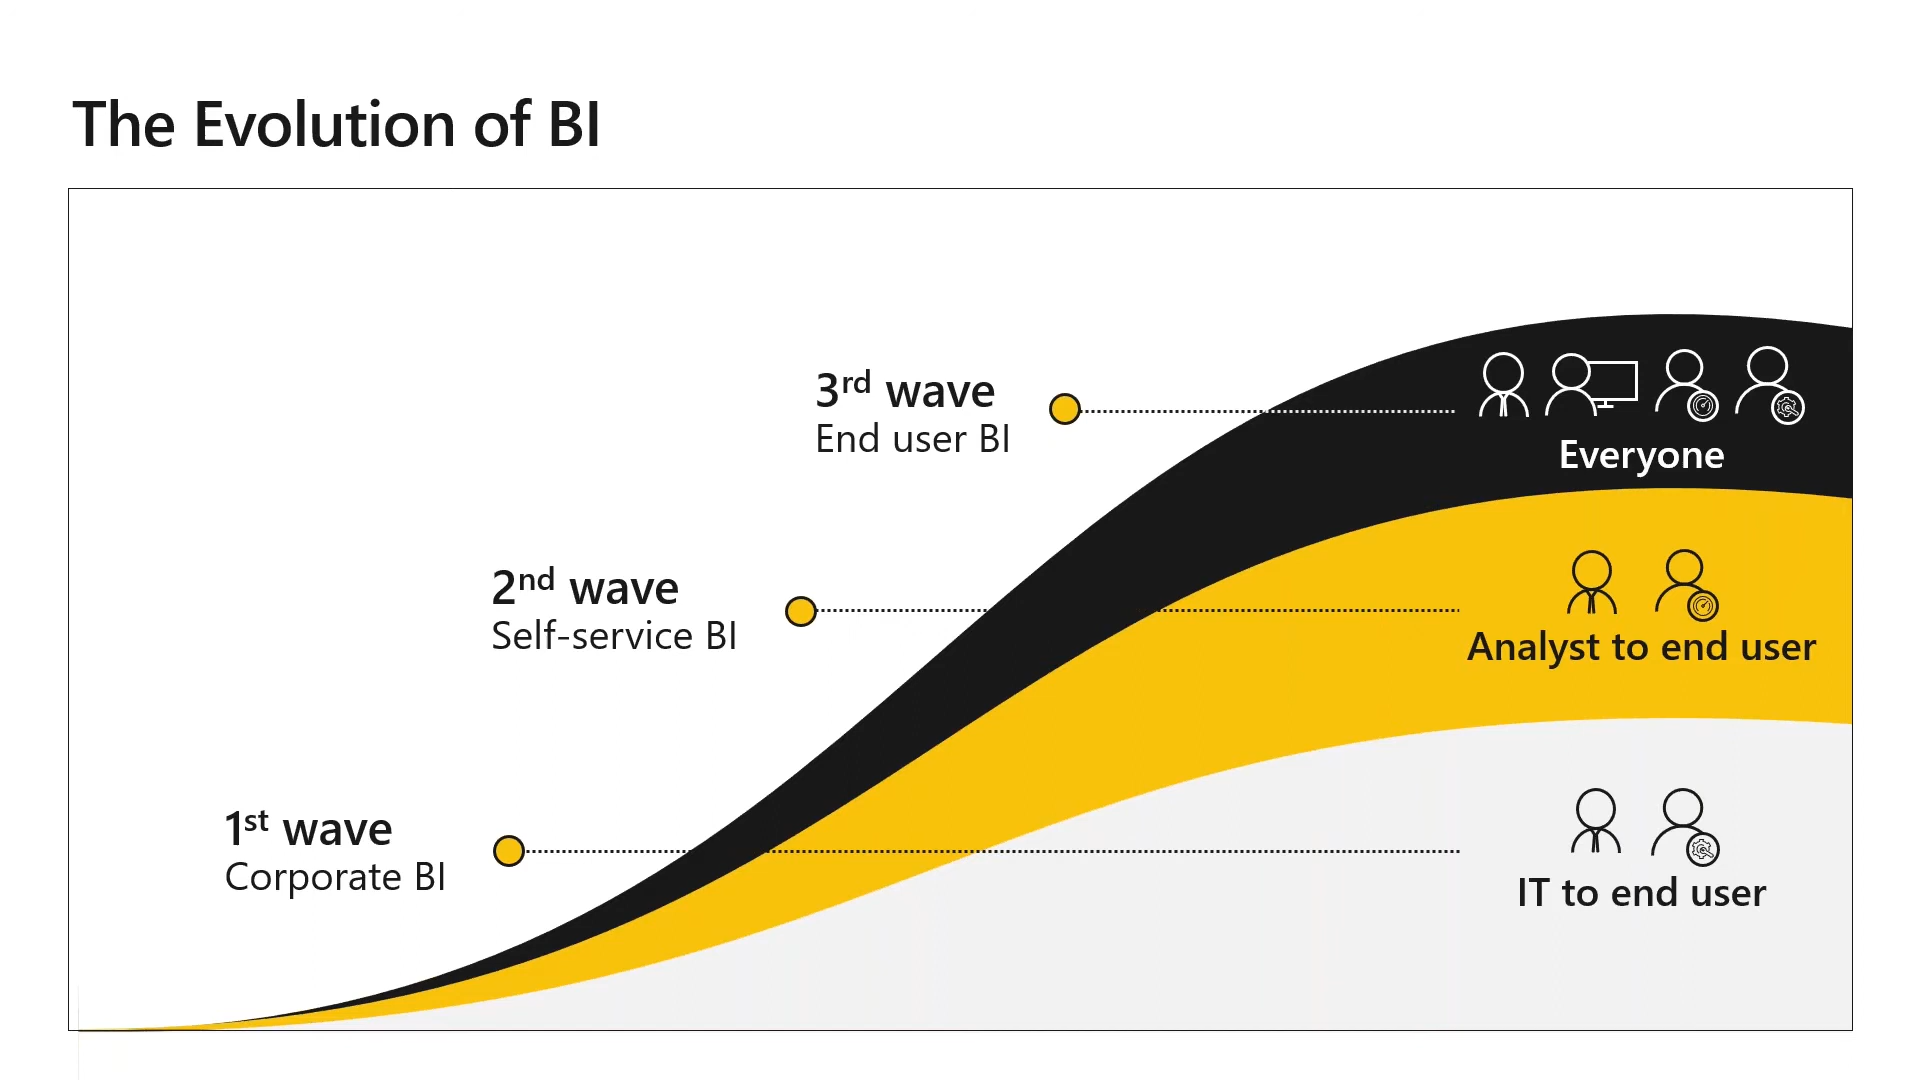 The Evolution of BI
3rd wave
End user BI
Everyone
2nd wave
Self-service BI
Analyst to end user
1st wave
Corporate BI
IT to end user